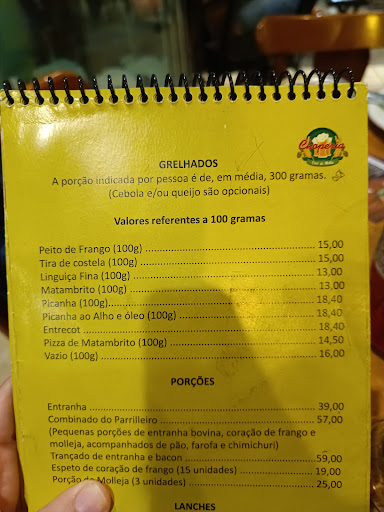 GRELHADOS
A porção indicada por pessoa é de, em média, 300 gramas.
(Cebola e/ou queijo são opcionais)
Choperia
Valores referentes a 100 gramas
Peito de Frango (100g) 15,00
Tira de costela (100g) 15,00
Linguiça Fina (100g) 13,00
Matambrito (100g) 13,00
Picanha (100g) 18,40
Picanha ao Alho e óleo (100g) 18,40
Entrecot 18,40
Pizza de Matambrito (100g) 14,50
Vazio (100g) 16,00
PORÇÕES
Entranha 39,00
Combinado do Parrilleiro 57,00
(Pequenas porções de entranha bovina, coração de frango e
molleja, acompanhados de pão, farofa e chimichuri)
Trançado de entranha e bacon 59,00
Espeto de coração de frango (15 unidades) 19,00
Porção de Molleja (3 unidades) 25,00
LANCHES